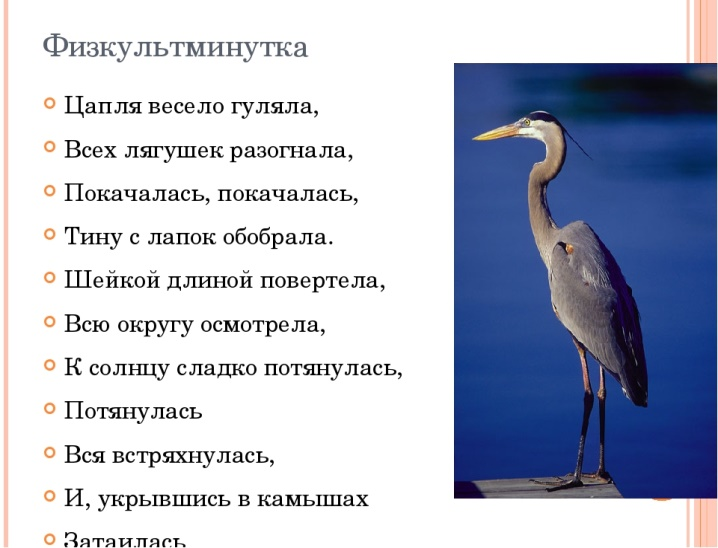 Физкультминутка
Цапля весело гуляла,
Всех лягушек разогнала,
Покачалась, покачалась,
Тину с лапок обобрала.
Шейкой длиной повертела,
Всю округу осмотрела,
К солнцу сладко потянулась,
Потянулась
Вся встряхнулась,
И, укрывшись в камышах
Затаилась